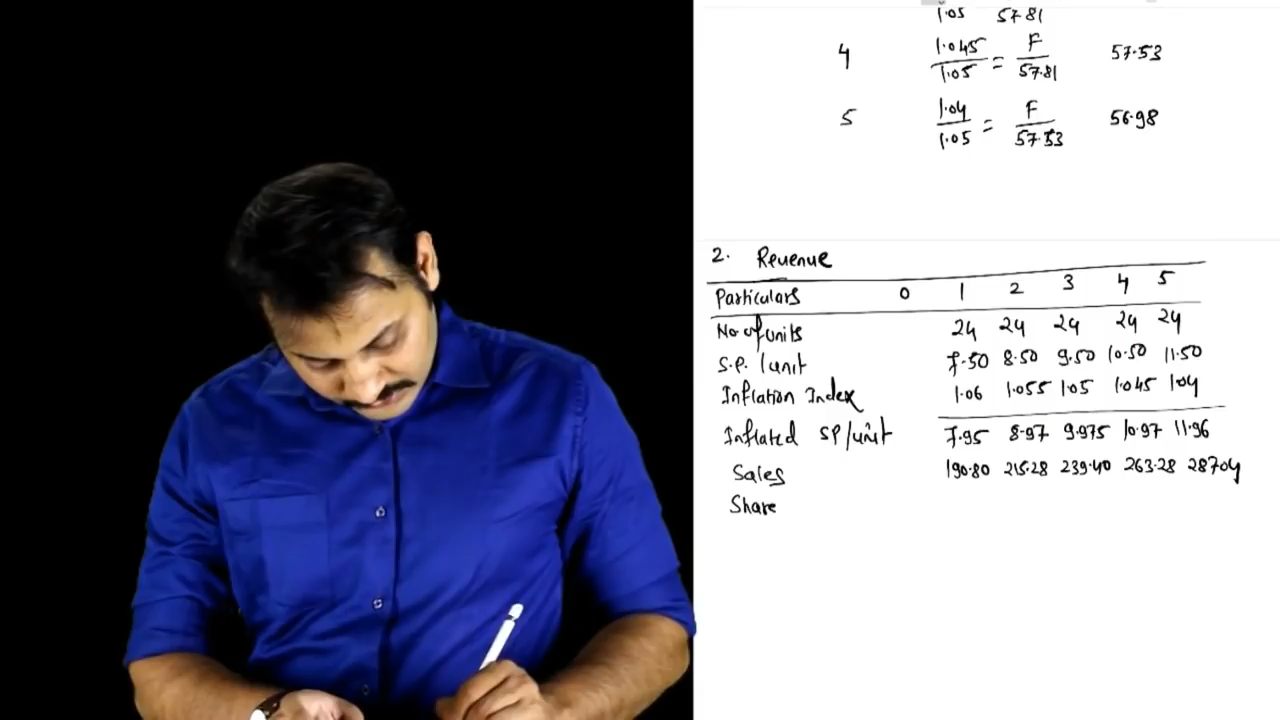 1.05 57.81
4 1.045/1.05 = F/57.81 57.53
5 1.04/1.05 = F/57.53 56.98
2. Revenue
Particulars 0 1 2 3 4 5
No of units 24 24 24 24 24
S.P. / unit 7.50 8.50 9.50 10.50 11.50
Inflation Index 1.06 1.055 1.05 1.045 1.04
Inflated SP/unit 7.95 8.97 9.975 10.97 11.96
Sales 190.80 215.28 239.40 263.28 287.04
Share